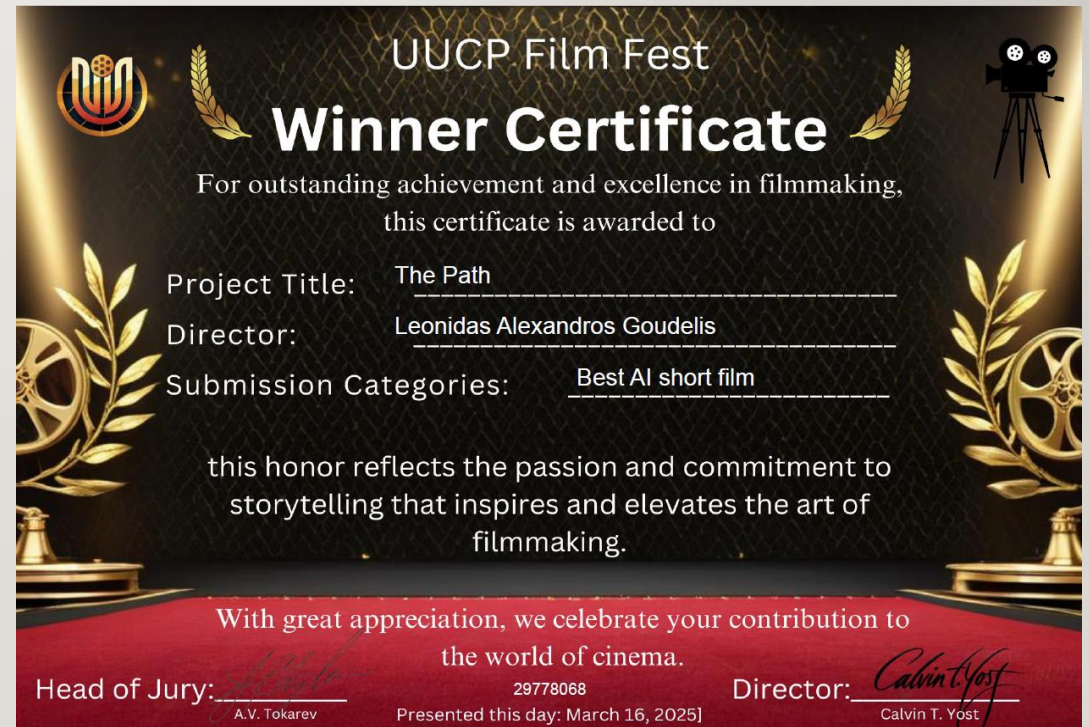 UUCP Film Fest
Winner Certificate
For outstanding achievement and excellence in filmmaking,
this certificate is awarded to
Project Title: The Path
Director: Leonidas Alexandros Goudelis
Submission Categories: Best AI short film
this honor reflects the passion and commitment to
storytelling that inspires and elevates the art of
filmmaking.
With great appreciation, we celebrate your contribution to
the world of cinema.
Head of Jury:
A.V. Tokarev
29778068
Presented this day: March 16, 2025]
Director: Calvin T. Yost
Calvin T. Yost